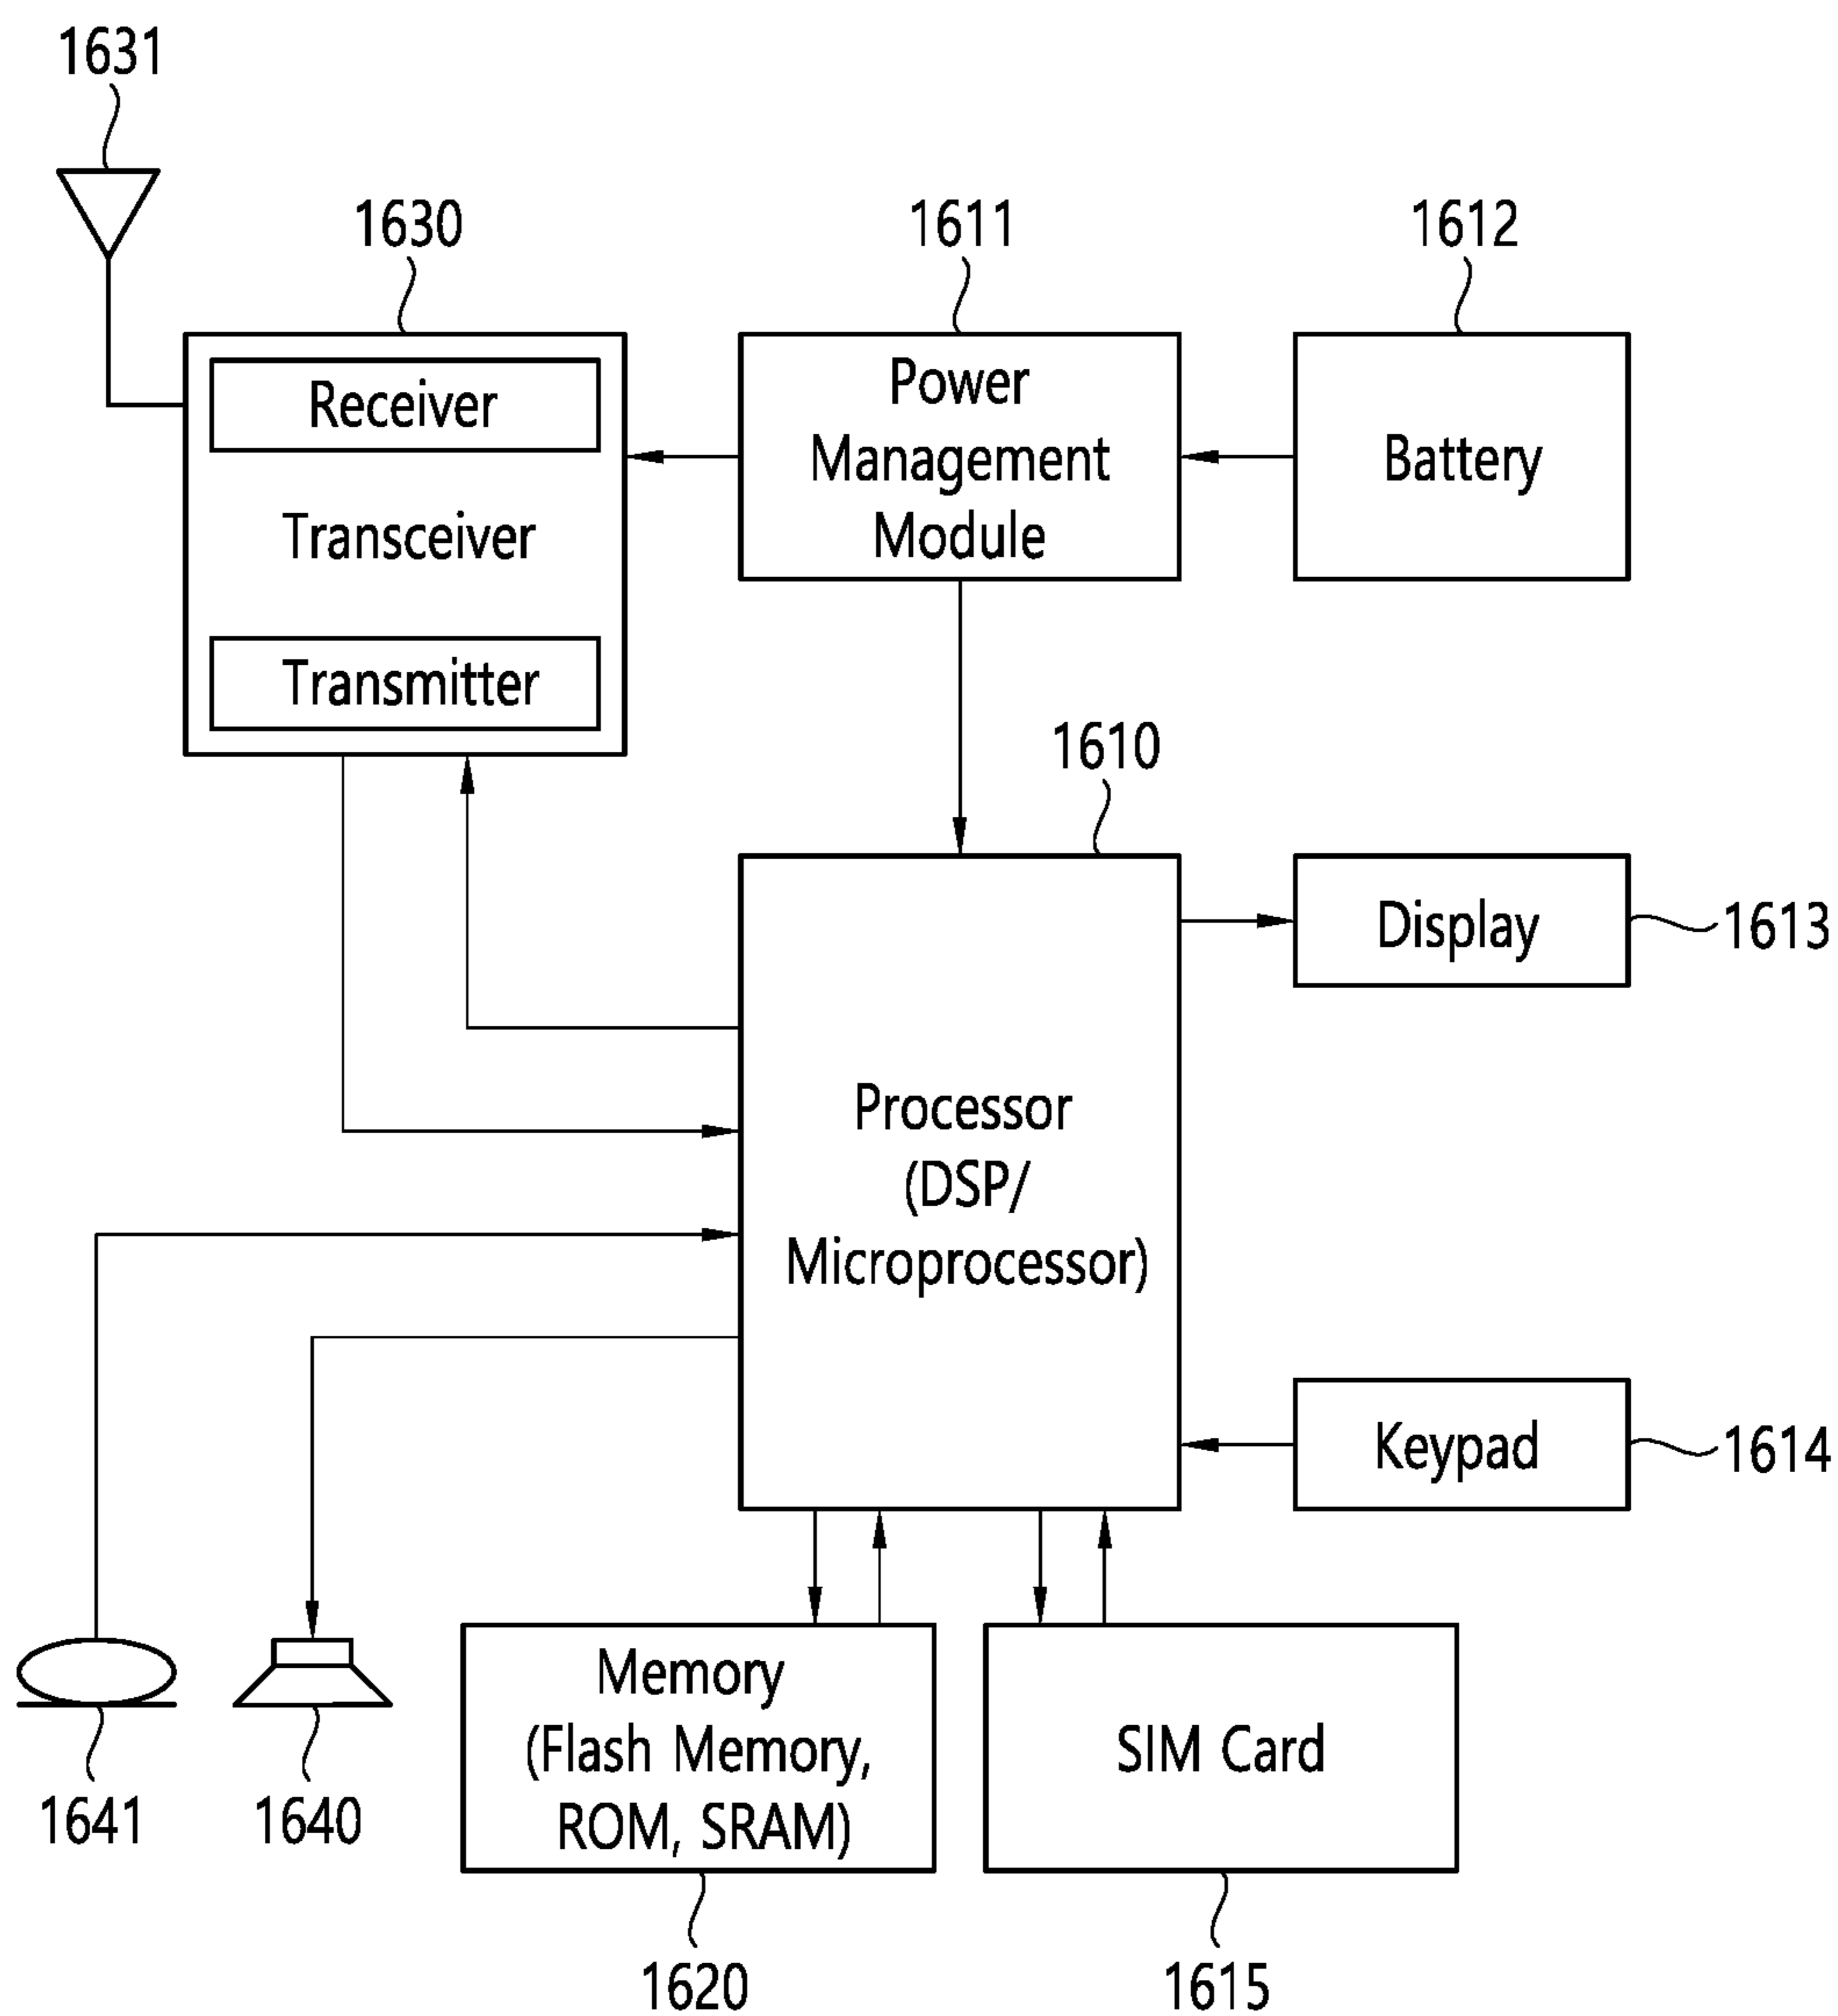 1631
1630
1611
1612
Receiver
Transceiver
Transmitter
Power
Management
Module
Battery
1610
Processor
(DSP/
Microprocessor)
Display
1613
Keypad
1614
Memory
(Flash Memory,
ROM, SRAM)
SIM Card
1641
1640
1620
1615